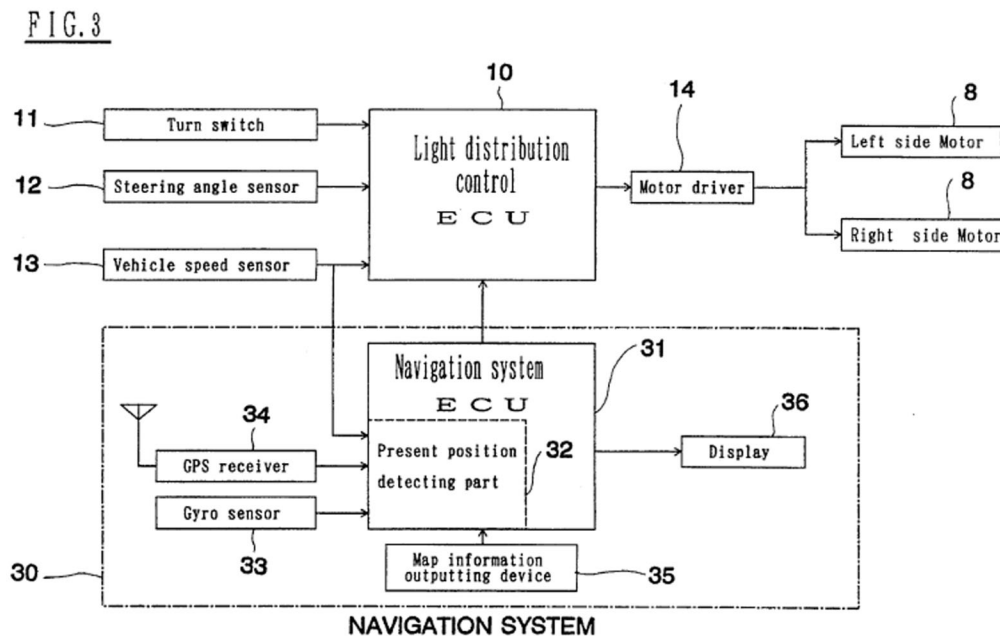 FIG.3
10
14
8
11
Turn switch
Light distribution
control
ECU
Left side Motor
12
Steering angle sensor
Motor driver
8
13
Vehicle speed sensor
Right side Motor
31
Navigation system
ECU
36
34
GPS receiver
Present position
detecting part
32
Display
Gyro sensor
33
Map information
outputting device
35
30
NAVIGATION SYSTEM